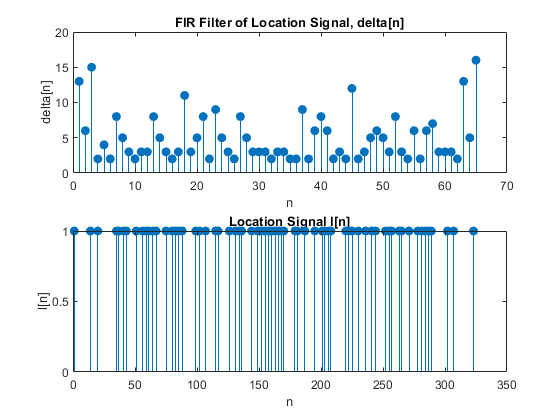 FIR Filter of Location Signal, delta[n]
20
15
10
5
0
delta[n]
0 10 20 30 40 50 60 70
n
Location Signal l[n]
1
0.5
0
l[n]
0 50 100 150 200 250 300 350
n